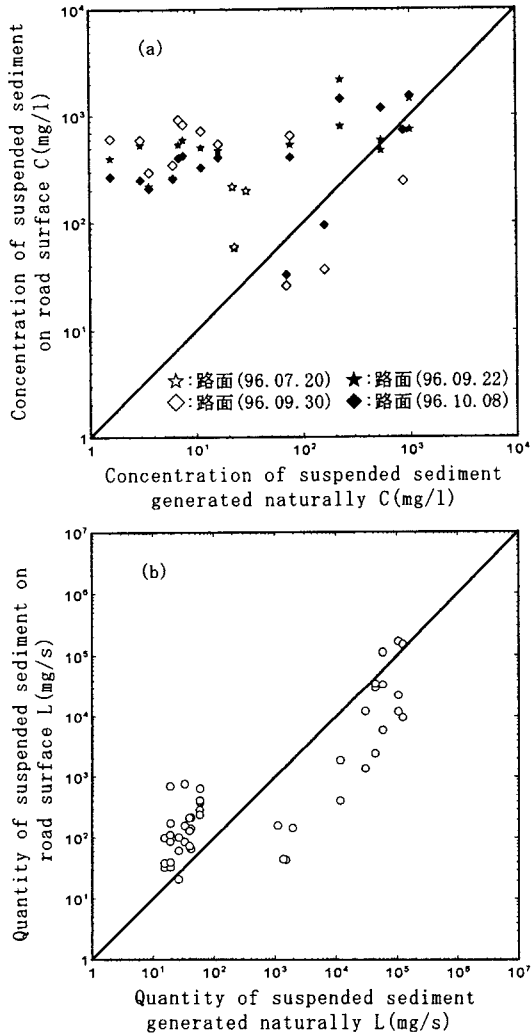 (a)
Concentration of suspended sediment
on road surface C(mg/l)
10⁴
10³
10²
10¹
1
☆:路面(96.07.20) ★:路面(96.09.22)
◇:路面(96.09.30) ◆:路面(96.10.08)
1 10¹ 10² 10³ 10⁴
Concentration of suspended sediment
generated naturally C(mg/l)
(b)
Quantity of suspended sediment on
road surface L(mg/s)
10⁷
10⁶
10⁵
10⁴
10³
10²
10¹
1
1 10¹ 10² 10³ 10⁴ 10⁵ 10⁶ 10⁷
Quantity of suspended sediment
generated naturally L(mg/s)